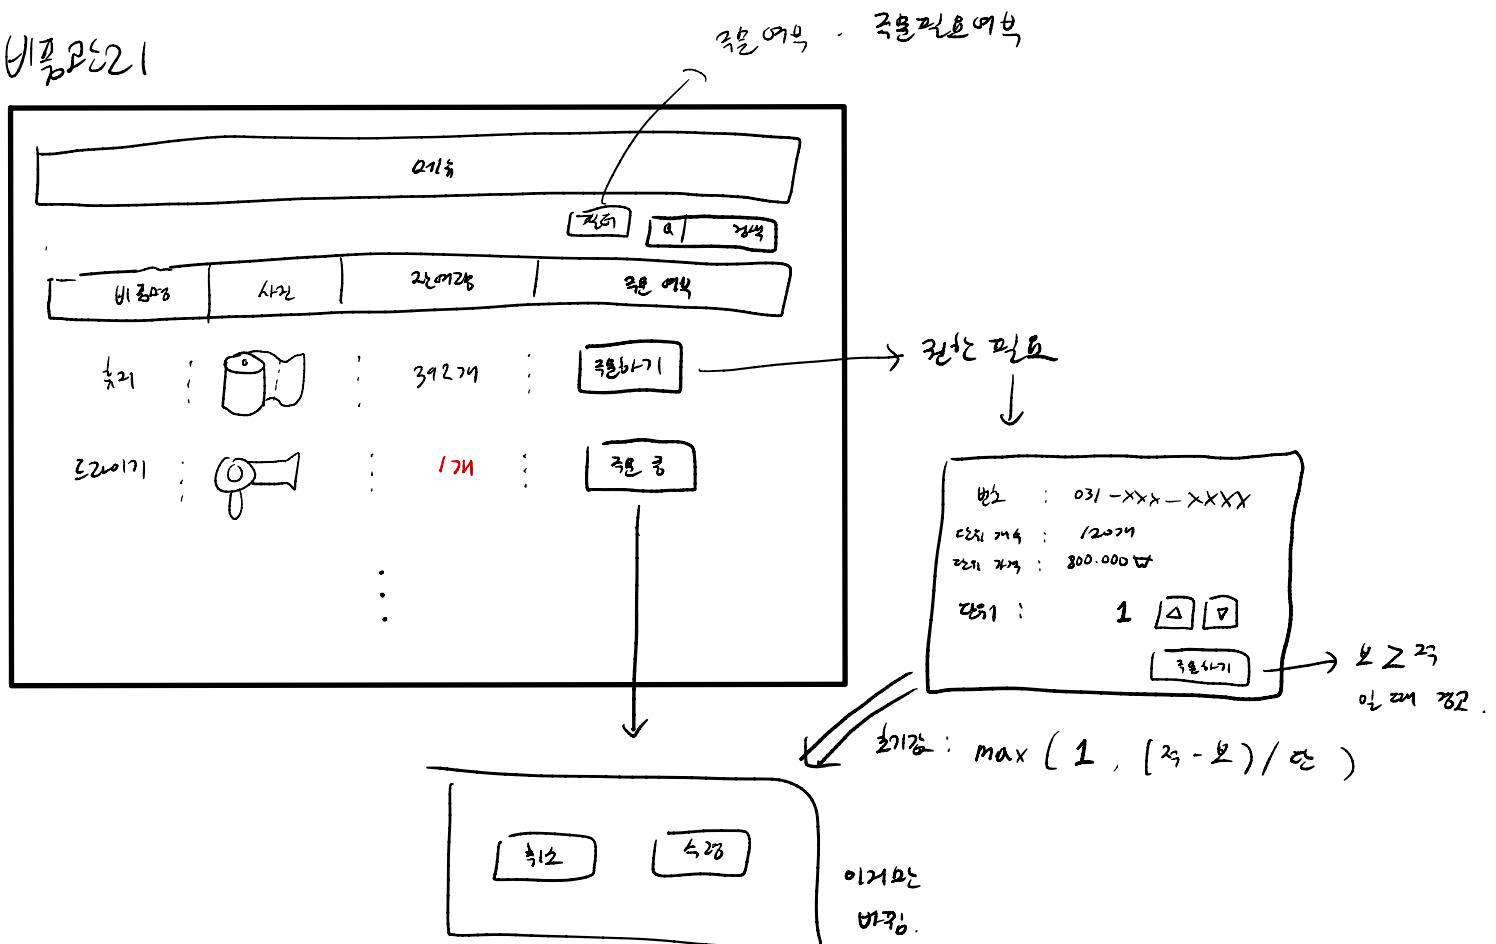 비품관리
주문 여부 . 주문필요여부
메뉴
필터
Q 검색
비품명 사진 잔여량 주문 여부
휴지 392개 주문하기
드라이기 1개 주문 중
권한 필요
번호 : 031-xxx-xxxx
단위 개수 : 120개
단위 가격 : 800.000₩
단위 : 1 △ ▽
주문하기
보 ≥ 적
일 때 경고.
초기값 : max ( 1 , (적-보)/단 )
취소 수령
이거만
바뀜.